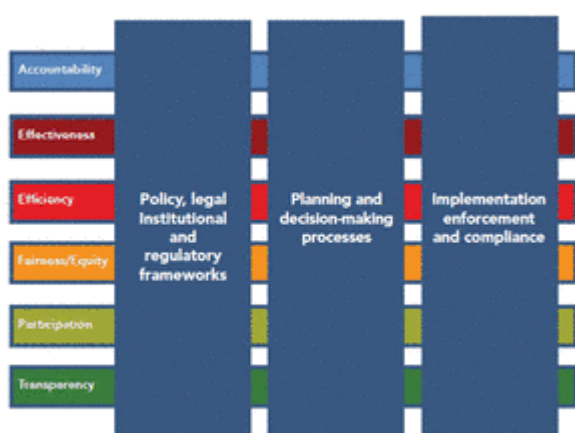 Accountability
Effectiveness
Efficiency
Fairness/Equity
Participation
Transparency
Policy, legal
institutional
and
regulatory
frameworks
Planning and
decision-making
processes
Implementation
enforcement
and compliance